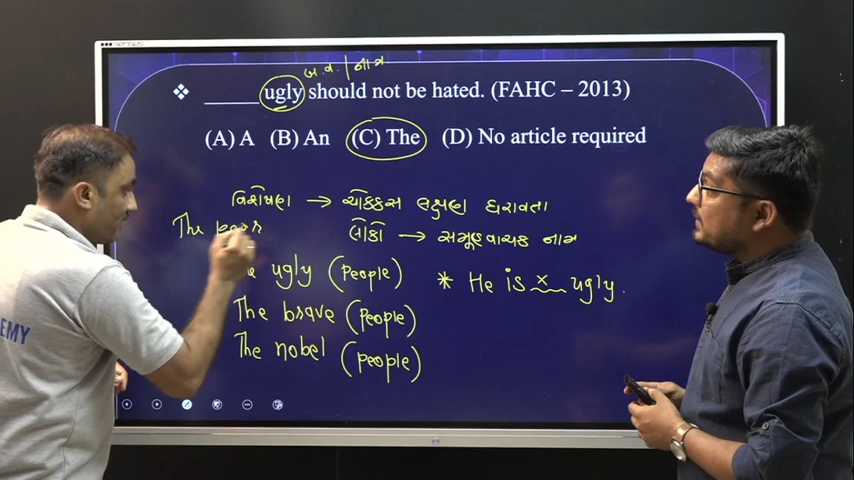 બ.વ. / નામ
❖ _____ ugly should not be hated. (FAHC – 2013)
(A) A (B) An (C) The (D) No article required
વિશેષણ → ચોક્કસ લક્ષણ ધરાવતા
લોકો → સમૂહવાચક નામ
The poor
ugly (people)
* He is x ugly.
The brave (people)
The nobel (people)
EMY